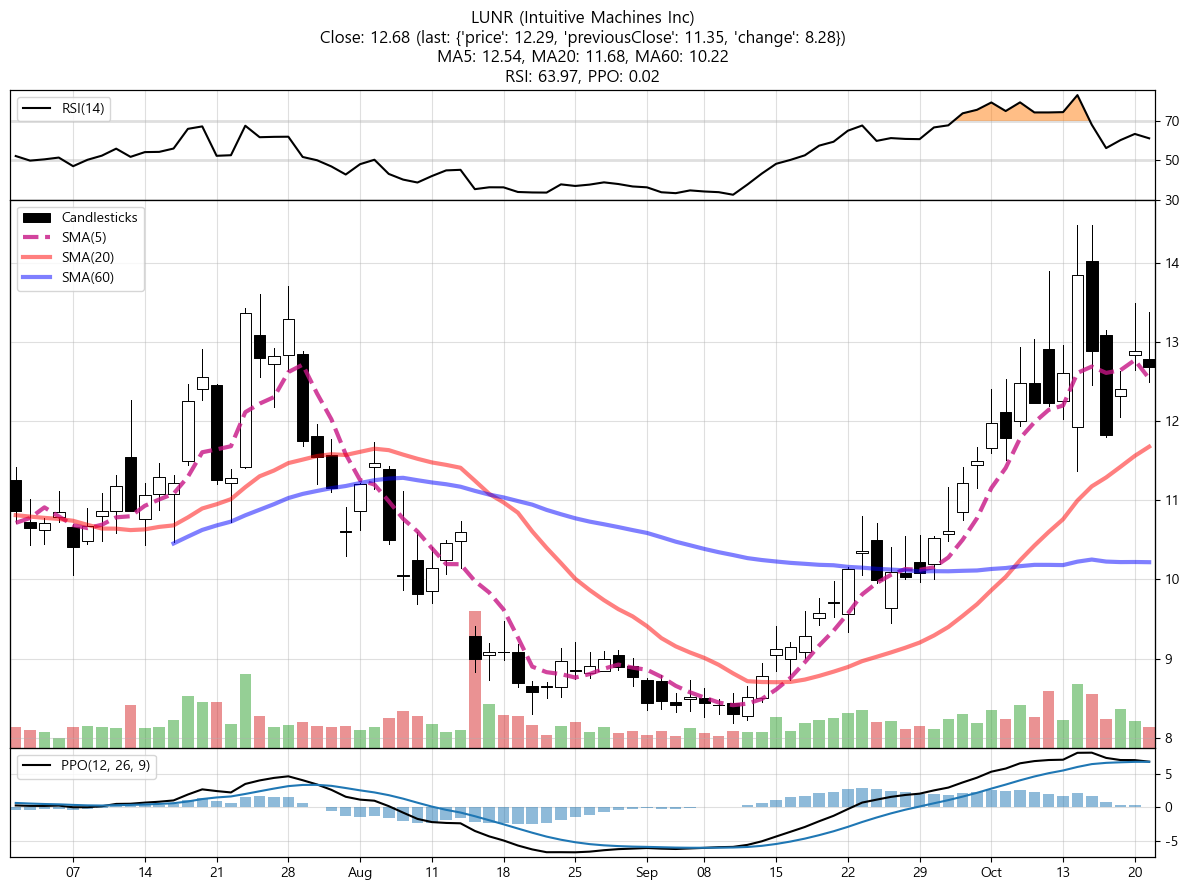 LUNR (Intuitive Machines Inc)
Close: 12.68 (last: {'price': 12.29, 'previousClose': 11.35, 'change': 8.28})
MA5: 12.54, MA20: 11.68, MA60: 10.22
RSI: 63.97, PPO: 0.02
RSI(14)
70
50
30
Candlesticks
SMA(5)
SMA(20)
SMA(60)
14
13
12
11
10
9
8
PPO(12, 26, 9)
5
0
-5
07 14 21 28 Aug 11 18 25 Sep 08 15 22 29 Oct 13 20